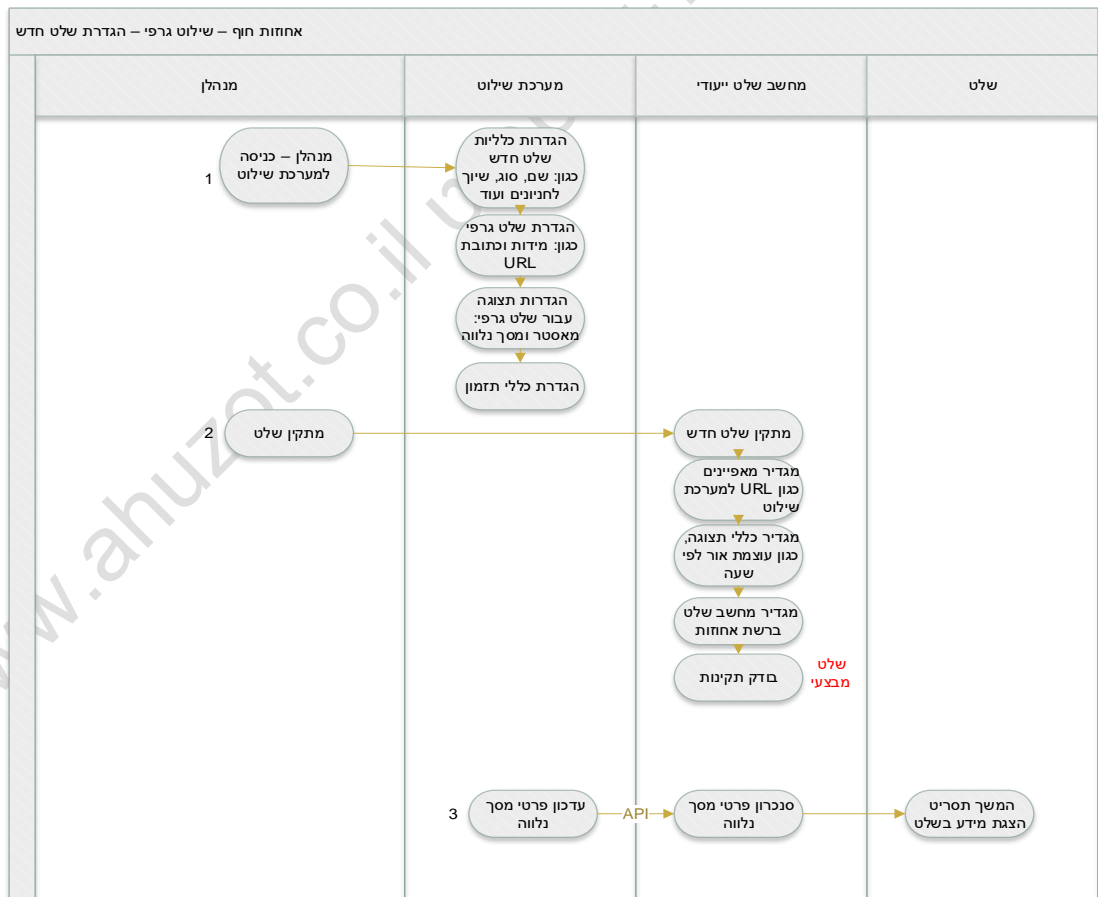 אחוזות חוף – שילוט גרפי – הגדרת שלט חדש
מנהלן
מערכת שילוט
מחשב שלט ייעודי
שלט
1
מנהלן – כניסה
למערכת שילוט
הגדרות כלליות
שלט חדש
כגון: שם, סוג, שיוך
לחניונים ועוד
הגדרת שלט גרפי
כגון: מידות וכתובת
URL
הגדרות תצוגה
עבור שלט גרפי:
מאסטר ומסך נלווה
הגדרת כללי תזמון
2
מתקין שלט
מתקין שלט חדש
מגדיר מאפיינים
כגון URL למערכת
שילוט
מגדיר כללי תצוגה,
כגון עוצמת אור לפי
שעה
מגדיר מחשב שלט
ברשת אחוזות
בודק תקינות
שלט
מבצעי
3
עדכון פרטי מסך
נלווה
API
סנכרון פרטי מסך
נלווה
המשך תסריט
הצגת מידע בשלט
www.ahuzot.co.il